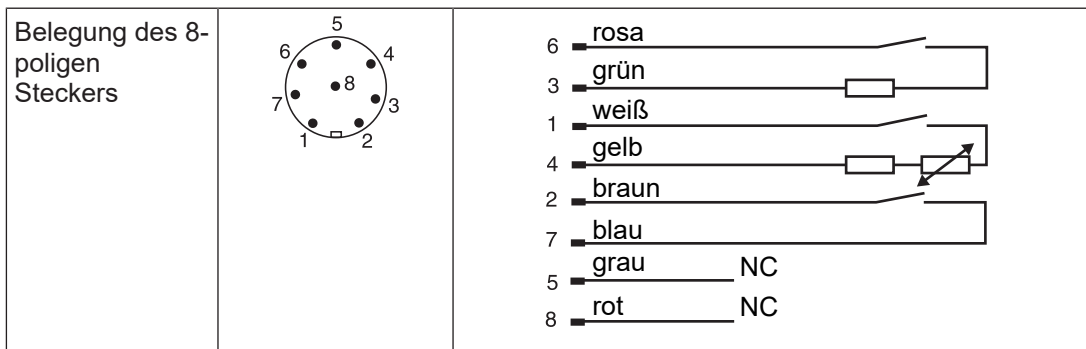 Belegung des 8-
poligen
Steckers
5
6
4
8
7
3
1
2
6 rosa
3 grün
1 weiß
4 gelb
2 braun
7 blau
5 grau NC
8 rot NC